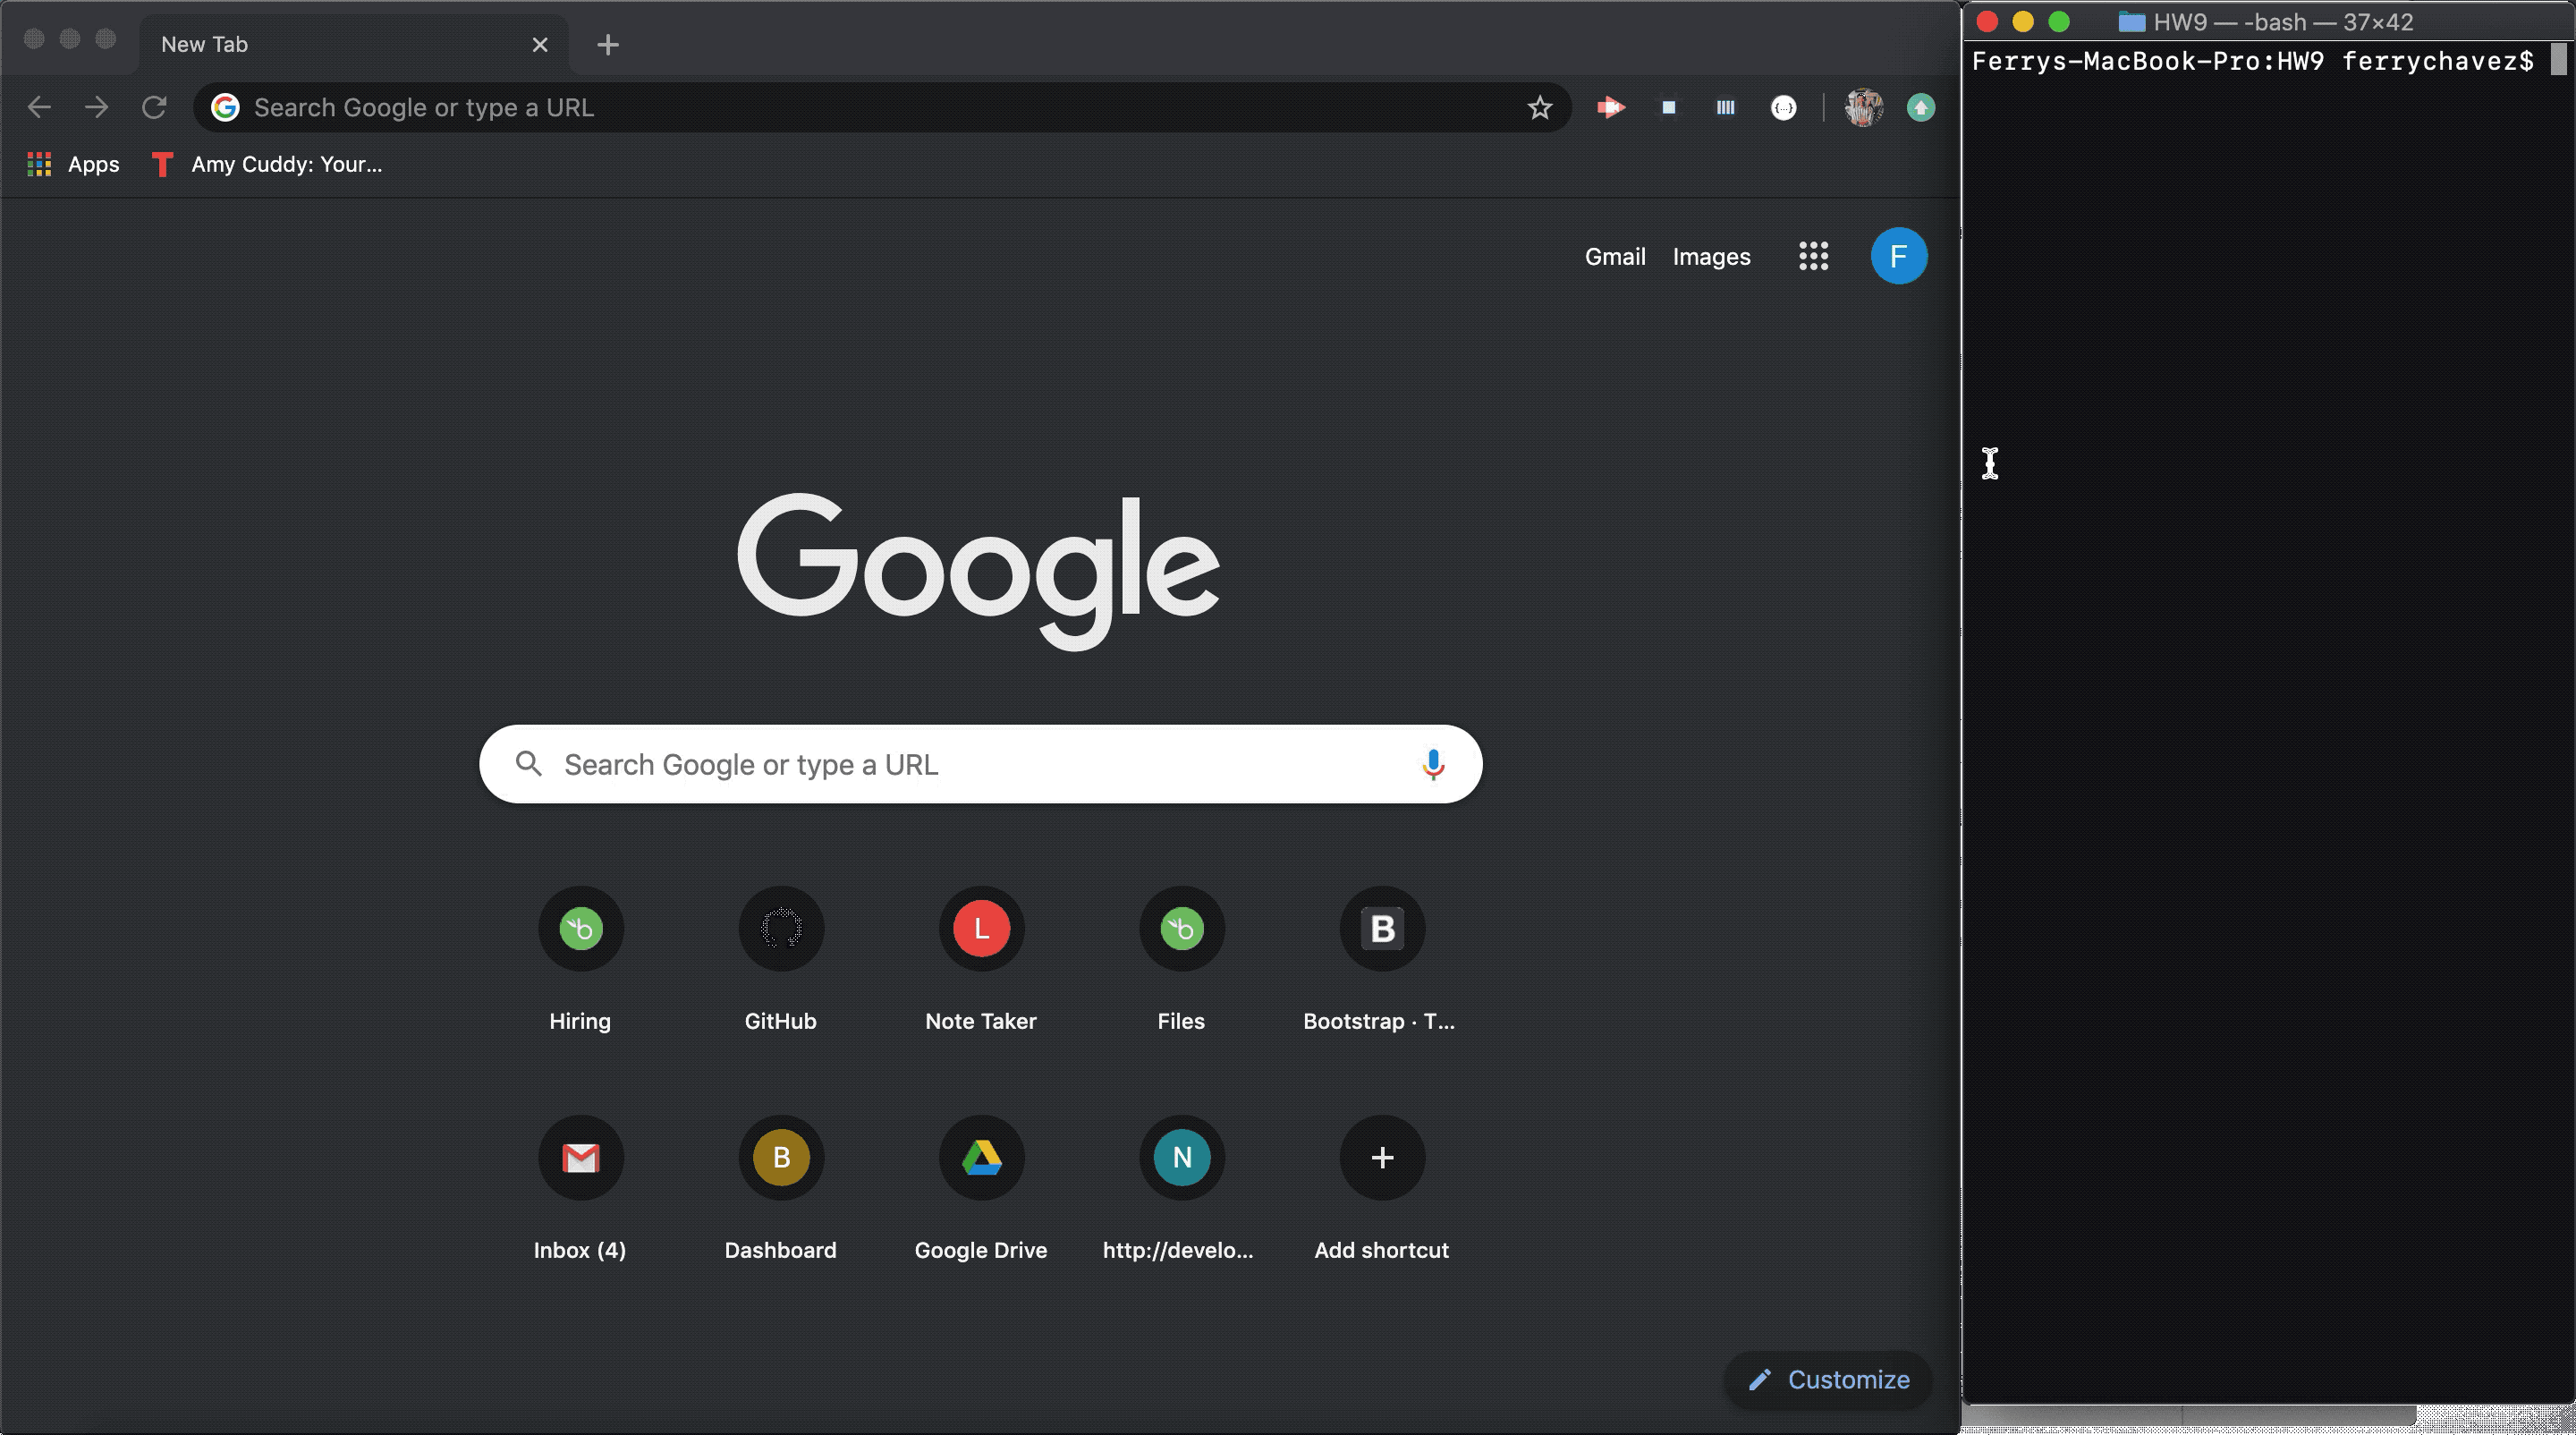 New Tab
HW9 — -bash — 37×42
Ferrys-MacBook-Pro:HW9 ferrychavez$
Search Google or type a URL
Apps
T
Amy Cuddy: Your...
Gmail
Images
F
Google
Search Google or type a URL
L
B
Hiring
GitHub
Note Taker
Files
Bootstrap · T...
B
N
Inbox (4)
Dashboard
Google Drive
http://develo...
Add shortcut
Customize